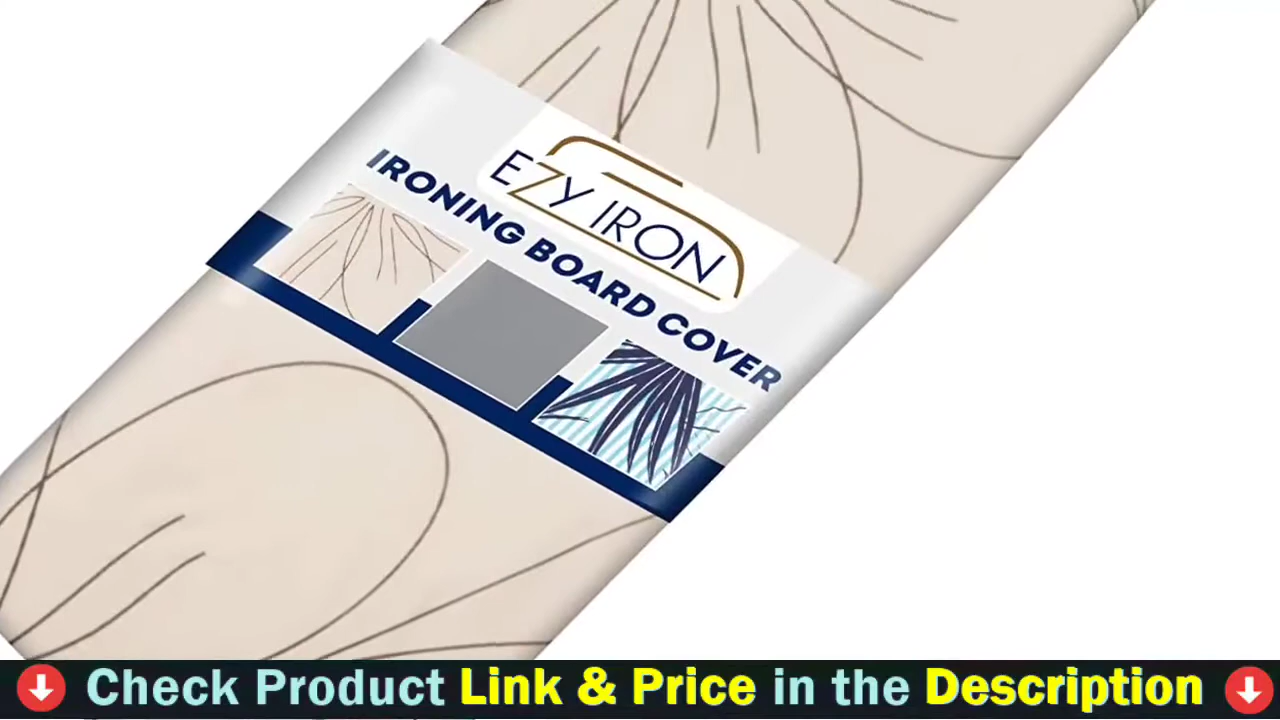 EZY IRON
IRONING BOARD COVER
Check Product Link & Price in the Description